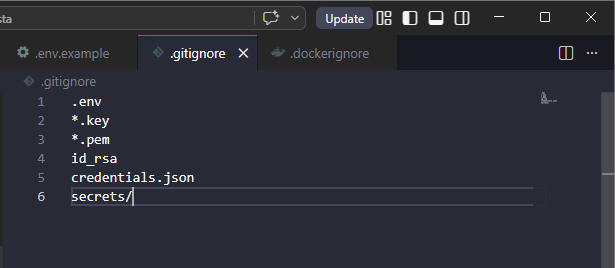 sta
Update
.env.example
.gitignore
.dockerignore
.gitignore
1 .env
2 *.key
3 *.pem
4 id_rsa
5 credentials.json
6 secrets/